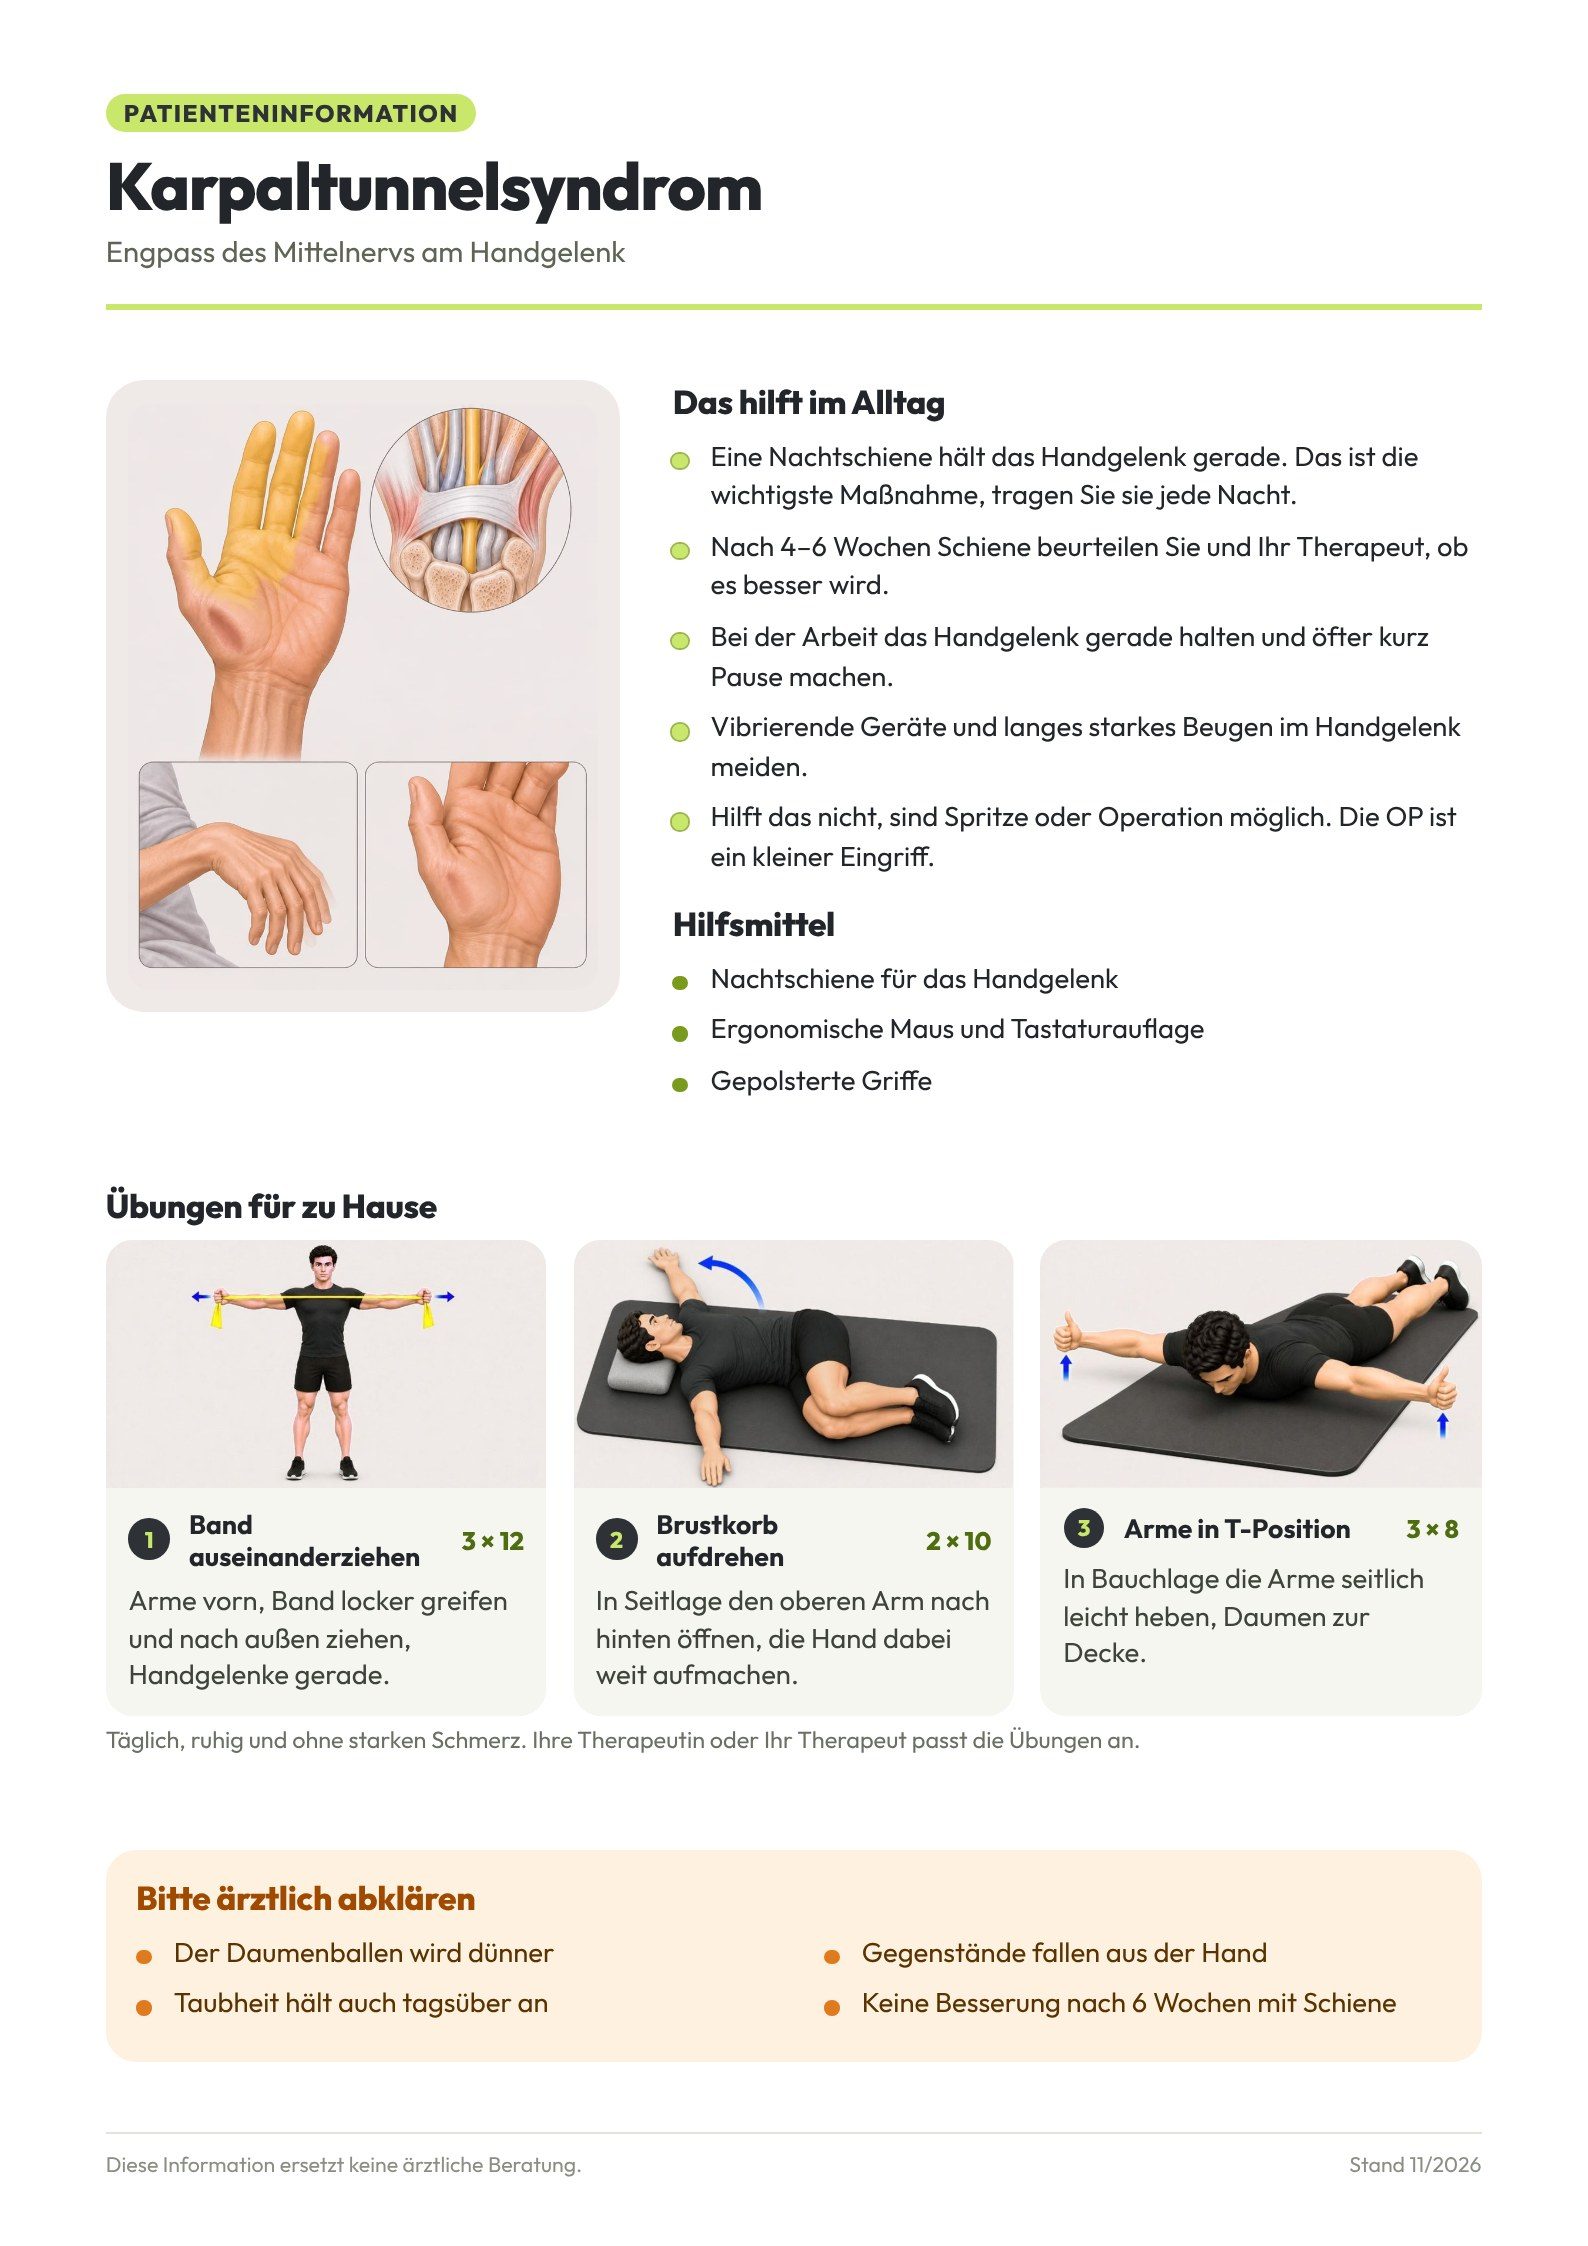 PATIENTENINFORMATION
Karpaltunnelsyndrom
Engpass des Mittelnervs am Handgelenk
Das hilft im Alltag
Eine Nachtschiene hält das Handgelenk gerade. Das ist die
wichtigste Maßnahme, tragen Sie sie jede Nacht.
Nach 4–6 Wochen Schiene beurteilen Sie und Ihr Therapeut, ob
es besser wird.
Bei der Arbeit das Handgelenk gerade halten und öfter kurz
Pause machen.
Vibrierende Geräte und langes starkes Beugen im Handgelenk
meiden.
Hilft das nicht, sind Spritze oder Operation möglich. Die OP ist
ein kleiner Eingriff.
Hilfsmittel
Nachtschiene für das Handgelenk
Ergonomische Maus und Tastaturauflage
Gepolsterte Griffe
Übungen für zu Hause
1 Band
auseinanderziehen 3 × 12
Arme vorn, Band locker greifen
und nach außen ziehen,
Handgelenke gerade.
2 Brustkorb
aufdrehen 2 × 10
In Seitlage den oberen Arm nach
hinten öffnen, die Hand dabei
weit aufmachen.
3 Arme in T-Position 3 × 8
In Bauchlage die Arme seitlich
leicht heben, Daumen zur
Decke.
Täglich, ruhig und ohne starken Schmerz. Ihre Therapeutin oder Ihr Therapeut passt die Übungen an.
Bitte ärztlich abklären
Der Daumenballen wird dünner
Taubheit hält auch tagsüber an
Gegenstände fallen aus der Hand
Keine Besserung nach 6 Wochen mit Schiene
Diese Information ersetzt keine ärztliche Beratung.
Stand 11/2026